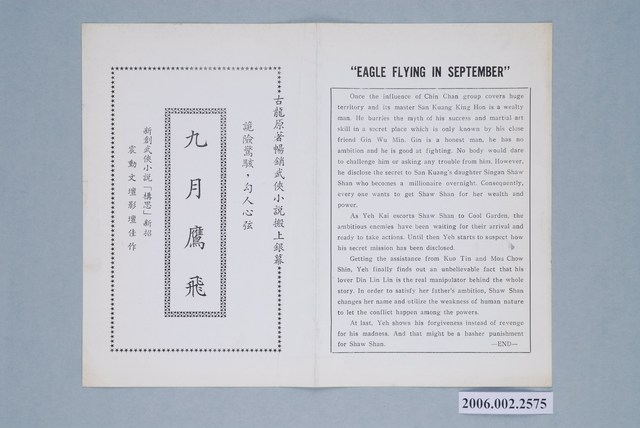 古龍原著暢銷武俠小說搬上銀幕
詭險驚駭，勾人心弦
九月鷹飛
新創武俠小說「構思」新招
震動文壇影壇佳作
"EAGLE FLYING IN SEPTEMBER"
Once the influence of Chin Chan group covers huge
territory and its master San Kuang King Hon is a wealty
man. He burries the myth of his success and martial art
skill in a secret place which is only known by his close
friend Gin Wu Min. Gin is a honest man, he has no
ambition and he is good at fighting. No body would dare
to challenge him or asking any trouble from him. However,
he disclose the secret to San Kuang's daughter Singan Shaw
Shan who becomes a millionaire overnight. Consequently,
every one wants to get Shaw Shan for her wealth and
power.
As Yeh Kai escorts Shaw Shan to Cool Garden, the
ambitious enemies have been waiting for their arrival and
ready to take actions. Until then Yeh starts to suspect how
his secret mission has been disclosed.
Getting the assistance from Kuo Tin and Moo Chow
Shin, Yeh finally finds out an unbelievable fact that his
laver Din Lin Lin is the real manipulator behind the whole
story. In order to satisfy her father's ambition, Shaw Shan
changes her name and utilize the weakness of human nature
to let the conflict happen among the powers.
At last, Yeh shows his forgiveness instead of revenge
for his madness. And that might be a hasher punishment
for Shaw Shan. —END—
2006.002.2575